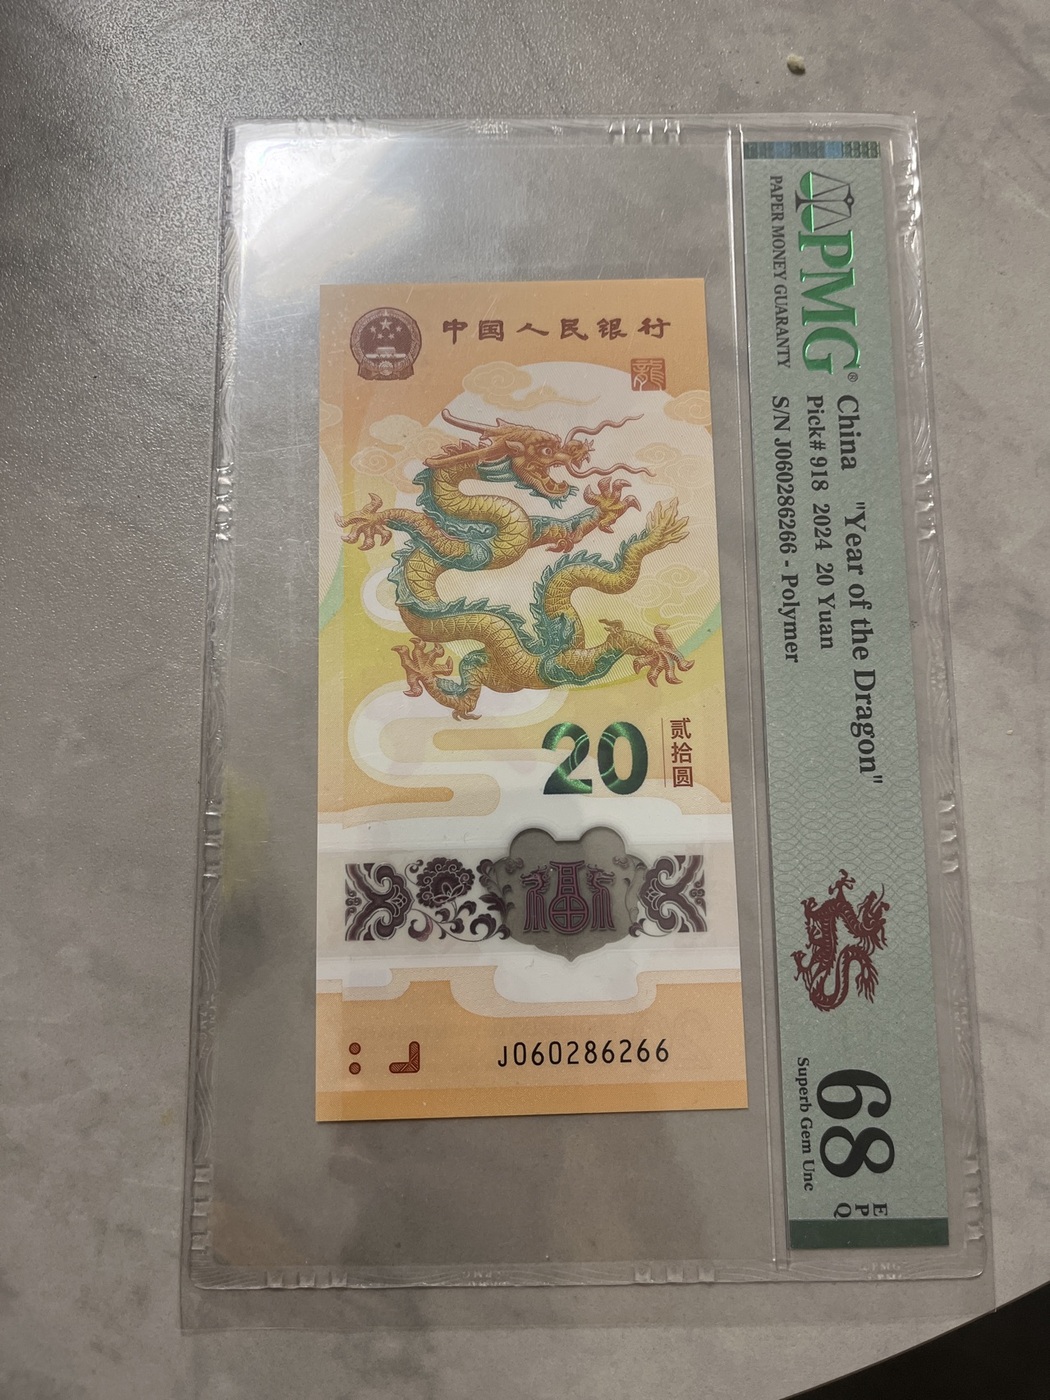 中国人民银行
龍
20
贰拾圆
J060286266
PMG®
PAPER MONEY GUARANTY
China "Year of the Dragon"
Pick# 918 2024 20 Yuan
S/N J060286266 - Polymer
68
EPQ
Superb Gem Unc